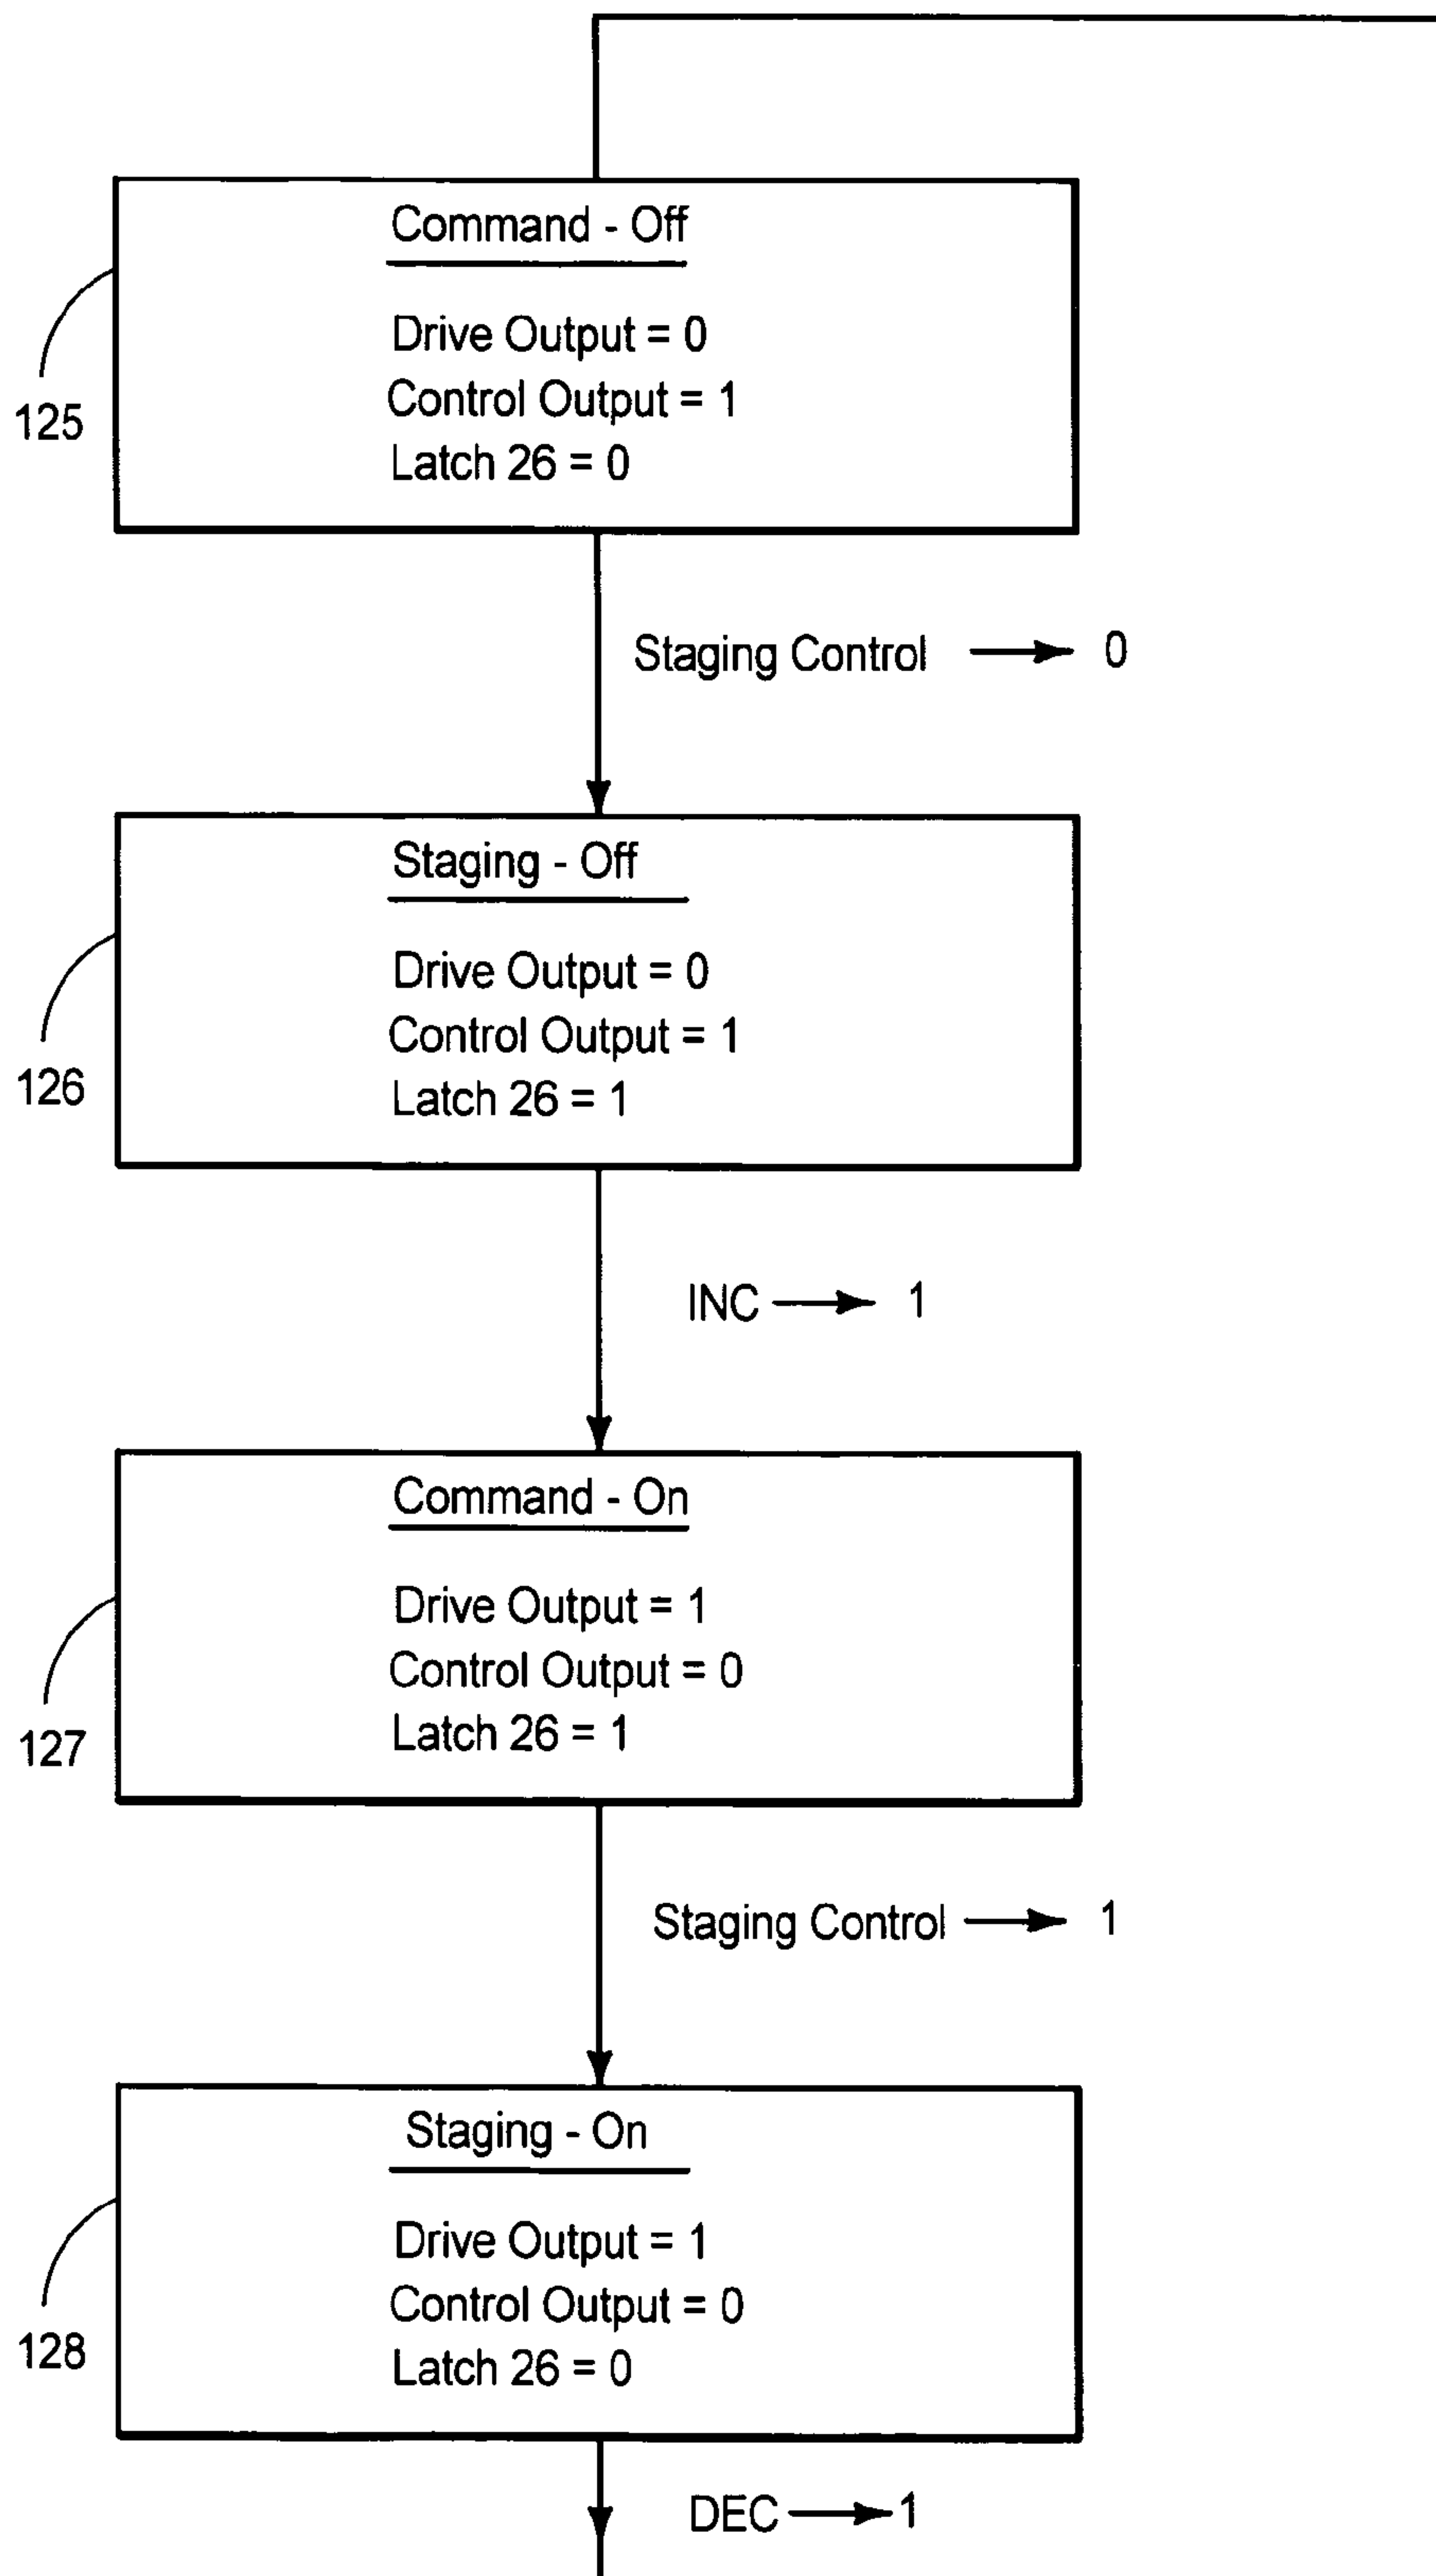 Command - Off
Drive Output = 0
Control Output = 1
Latch 26 = 0
125
Staging Control → 0
Staging - Off
Drive Output = 0
Control Output = 1
Latch 26 = 1
126
INC → 1
Command - On
Drive Output = 1
Control Output = 0
Latch 26 = 1
127
Staging Control → 1
Staging - On
Drive Output = 1
Control Output = 0
Latch 26 = 0
128
DEC → 1